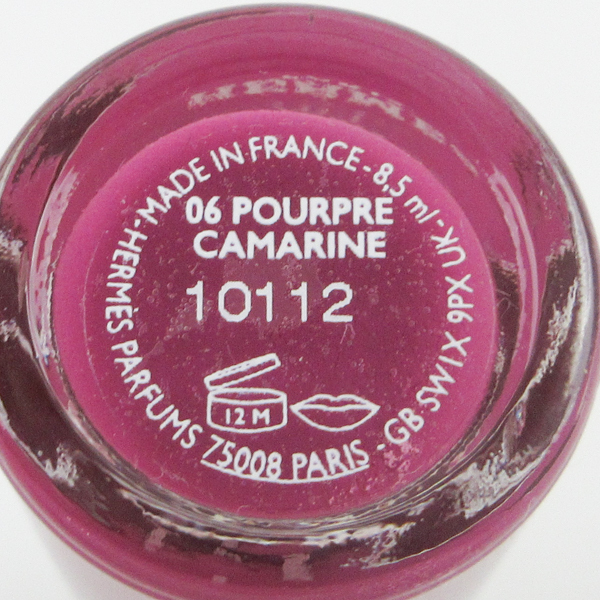 -MADE IN FRANCE-8,5 ml-
06 POURPRE
CAMARINE
10112
12 M
HERMÈS PARFUMS 75008 PARIS - GB SW1X 9PX UK